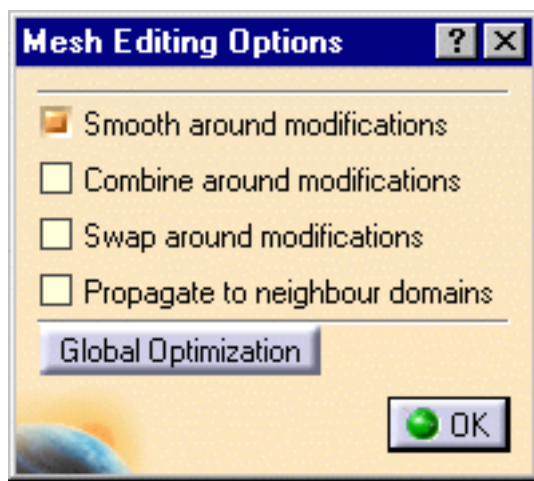 Mesh Editing Options ?
Smooth around modifications
Combine around modifications
Swap around modifications
Propagate to neighbour domains
Global Optimization
OK